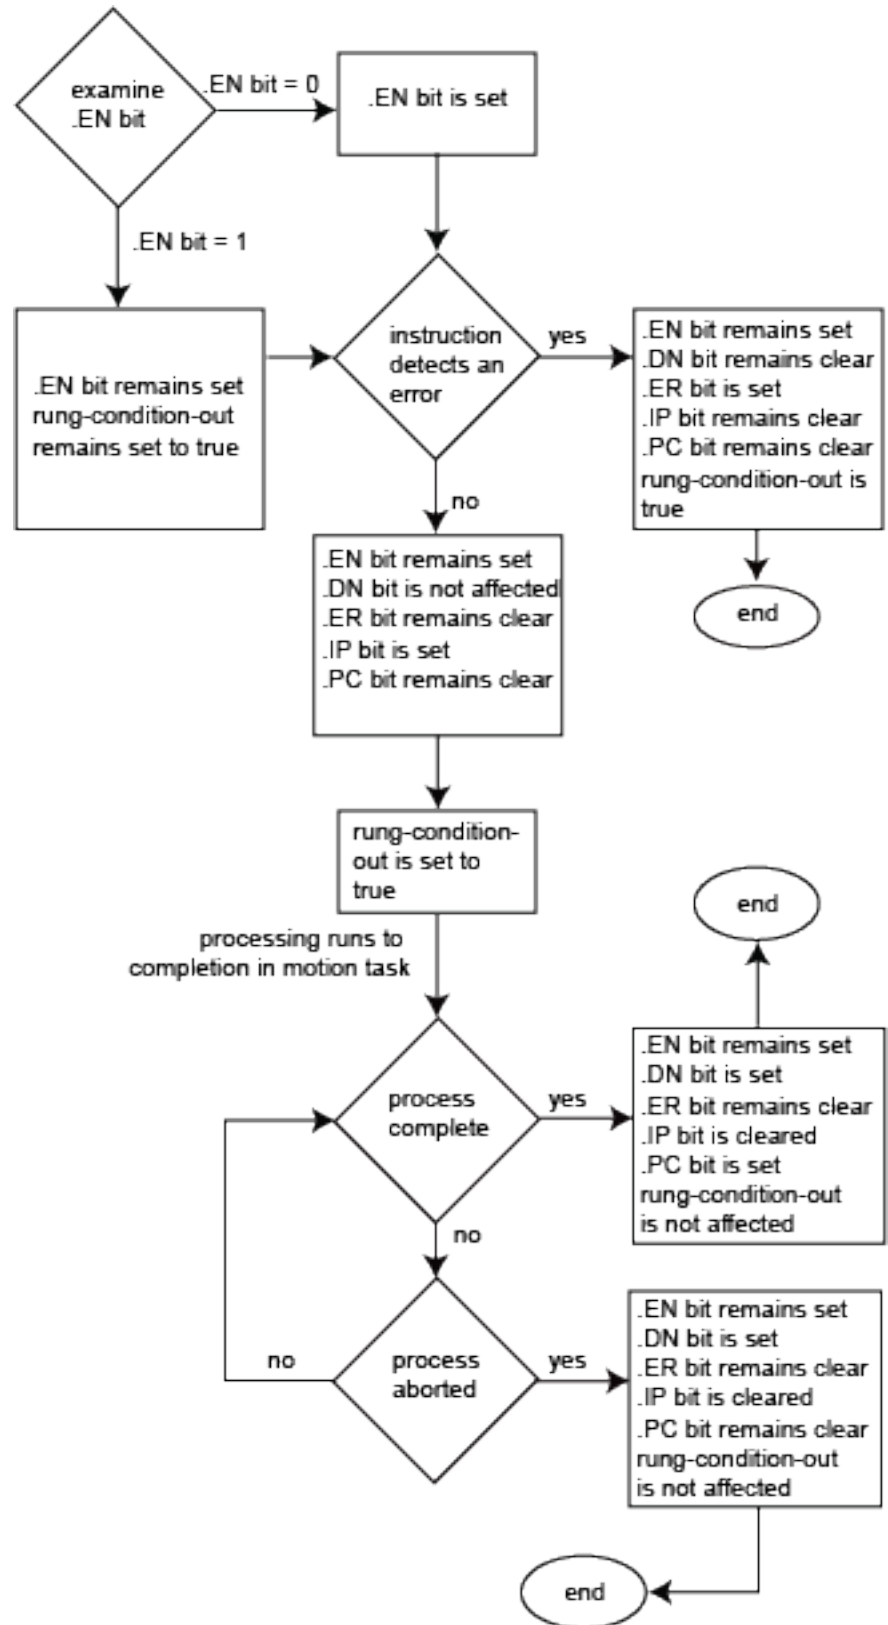 examine
.EN bit
.EN bit = 0
.EN bit is set
.EN bit = 1
.EN bit remains set
rung-condition-out
remains set to true
instruction
detects an
error
yes
.EN bit remains set
.DN bit remains clear
.ER bit is set
.IP bit remains clear
.PC bit remains clear
rung-condition-out is
true
end
no
.EN bit remains set
.DN bit is not affected
.ER bit remains clear
.IP bit is set
.PC bit remains clear
rung-condition-
out is set to
true
processing runs to
completion in motion task
process
complete
yes
.EN bit remains set
.DN bit is set
.ER bit remains clear
.IP bit is cleared
.PC bit is set
rung-condition-out
is not affected
end
no
process
aborted
no
yes
.EN bit remains set
.DN bit is set
.ER bit remains clear
.IP bit is cleared
.PC bit remains clear
rung-condition-out
is not affected
end